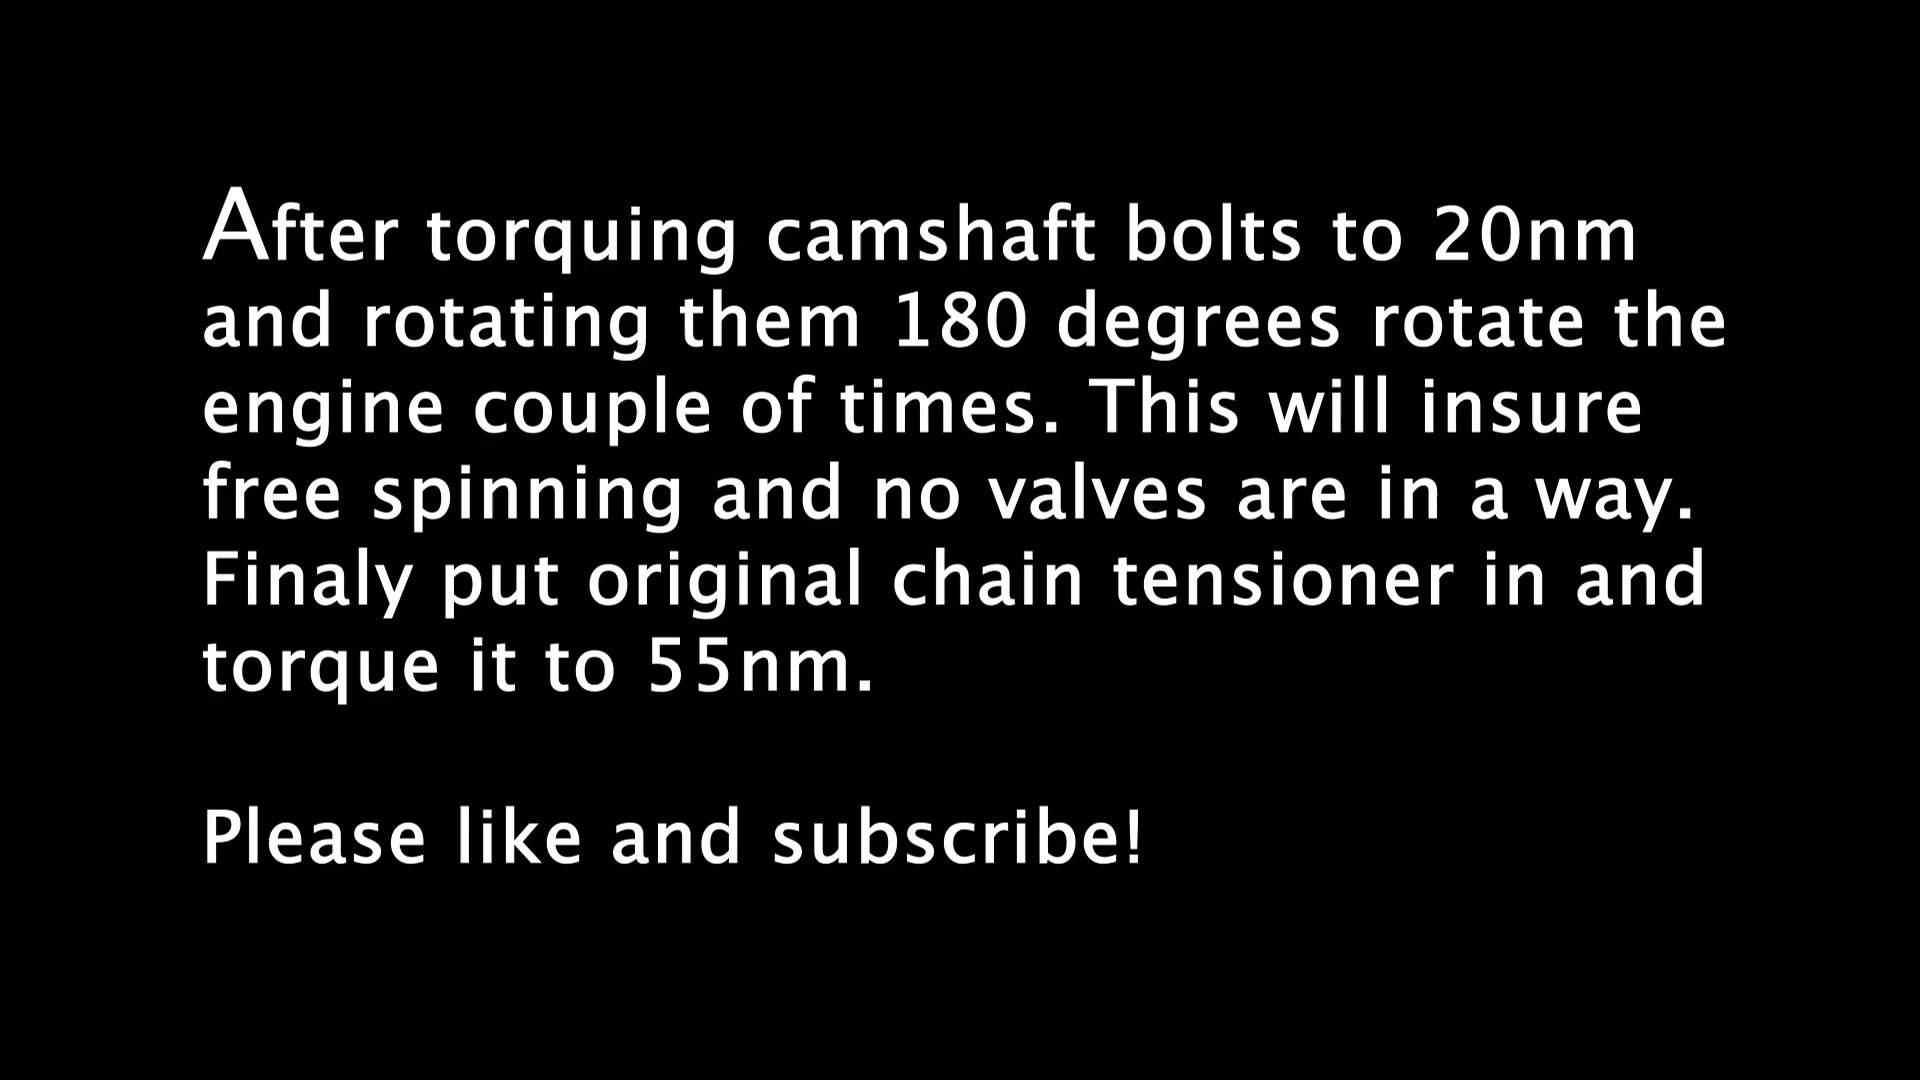 After torquing camshaft bolts to 20nm
and rotating them 180 degrees rotate the
engine couple of times. This will insure
free spinning and no valves are in a way.
Finaly put original chain tensioner in and
torque it to 55nm.
Please like and subscribe!